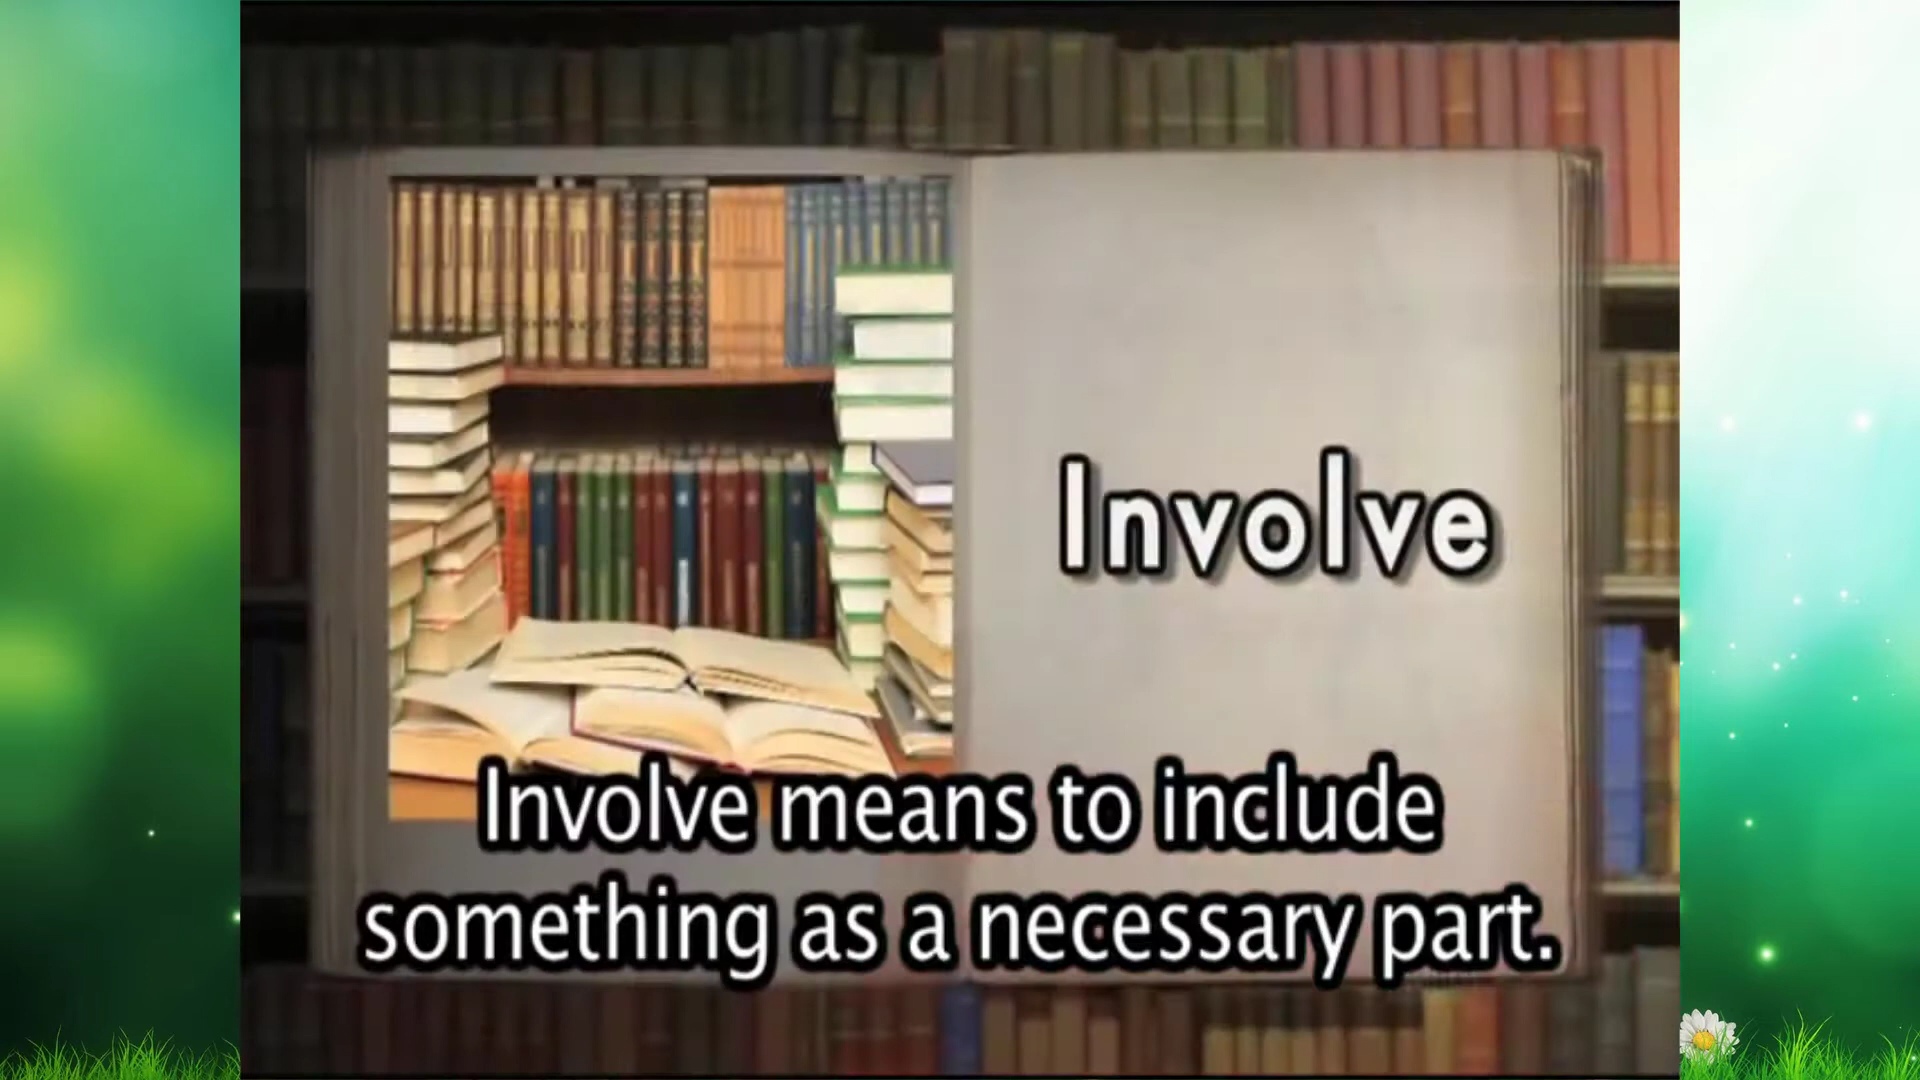 Involve
Involve means to include
something as a necessary part.